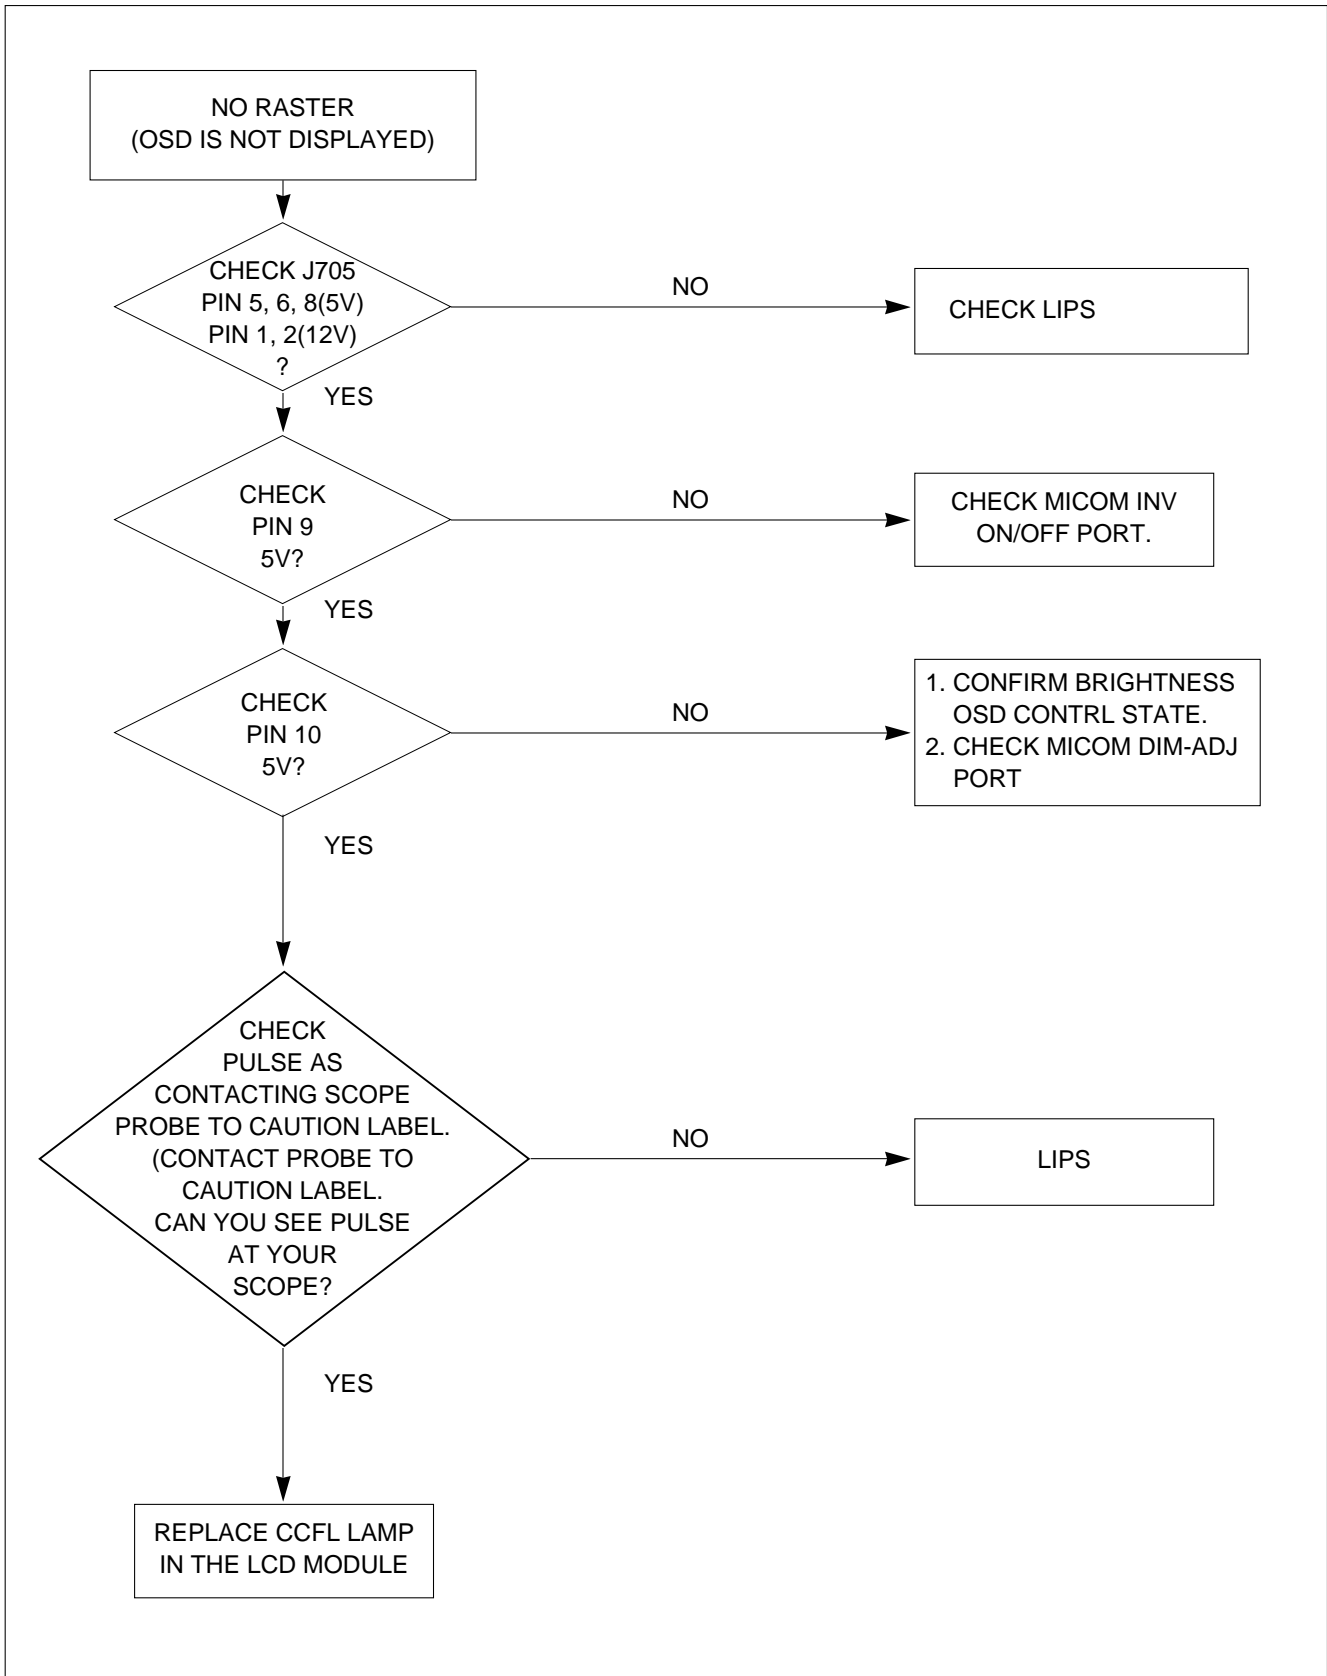 NO RASTER
(OSD IS NOT DISPLAYED)
CHECK J705
PIN 5, 6, 8(5V)
PIN 1, 2(12V)
?
NO
CHECK LIPS
YES
CHECK
PIN 9
5V?
NO
CHECK MICOM INV
ON/OFF PORT.
YES
CHECK
PIN 10
5V?
NO
1. CONFIRM BRIGHTNESS
OSD CONTRL STATE.
2. CHECK MICOM DIM-ADJ
PORT
YES
CHECK
PULSE AS
CONTACTING SCOPE
PROBE TO CAUTION LABEL.
(CONTACT PROBE TO
CAUTION LABEL.
CAN YOU SEE PULSE
AT YOUR
SCOPE?
NO
LIPS
YES
REPLACE CCFL LAMP
IN THE LCD MODULE